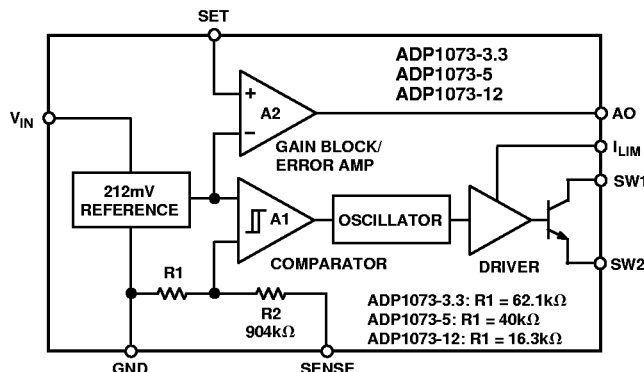 SET
ADP1073-3.3
ADP1073-5
ADP1073-12
VIN
+
A2
−
AO
GAIN BLOCK/
ERROR AMP
ILIM
SW1
212mV
REFERENCE
A1
OSCILLATOR
R1
COMPARATOR
DRIVER
SW2
R2
904kΩ
ADP1073-3.3: R1 = 62.1kΩ
ADP1073-5: R1 = 40kΩ
ADP1073-12: R1 = 16.3kΩ
GND
SENSE